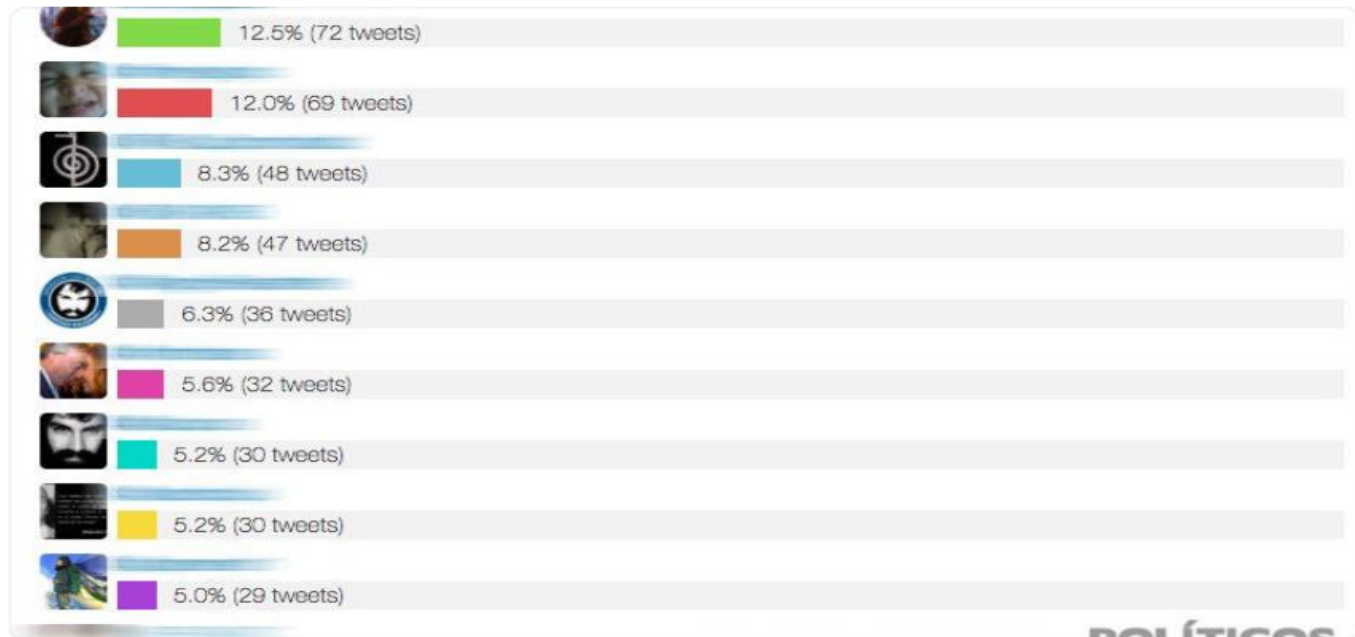 12.5% (72 tweets)
12.0% (69 tweets)
8.3% (48 tweets)
8.2% (47 tweets)
6.3% (36 tweets)
5.6% (32 tweets)
5.2% (30 tweets)
5.2% (30 tweets)
5.0% (29 tweets)
POLÍTICOS